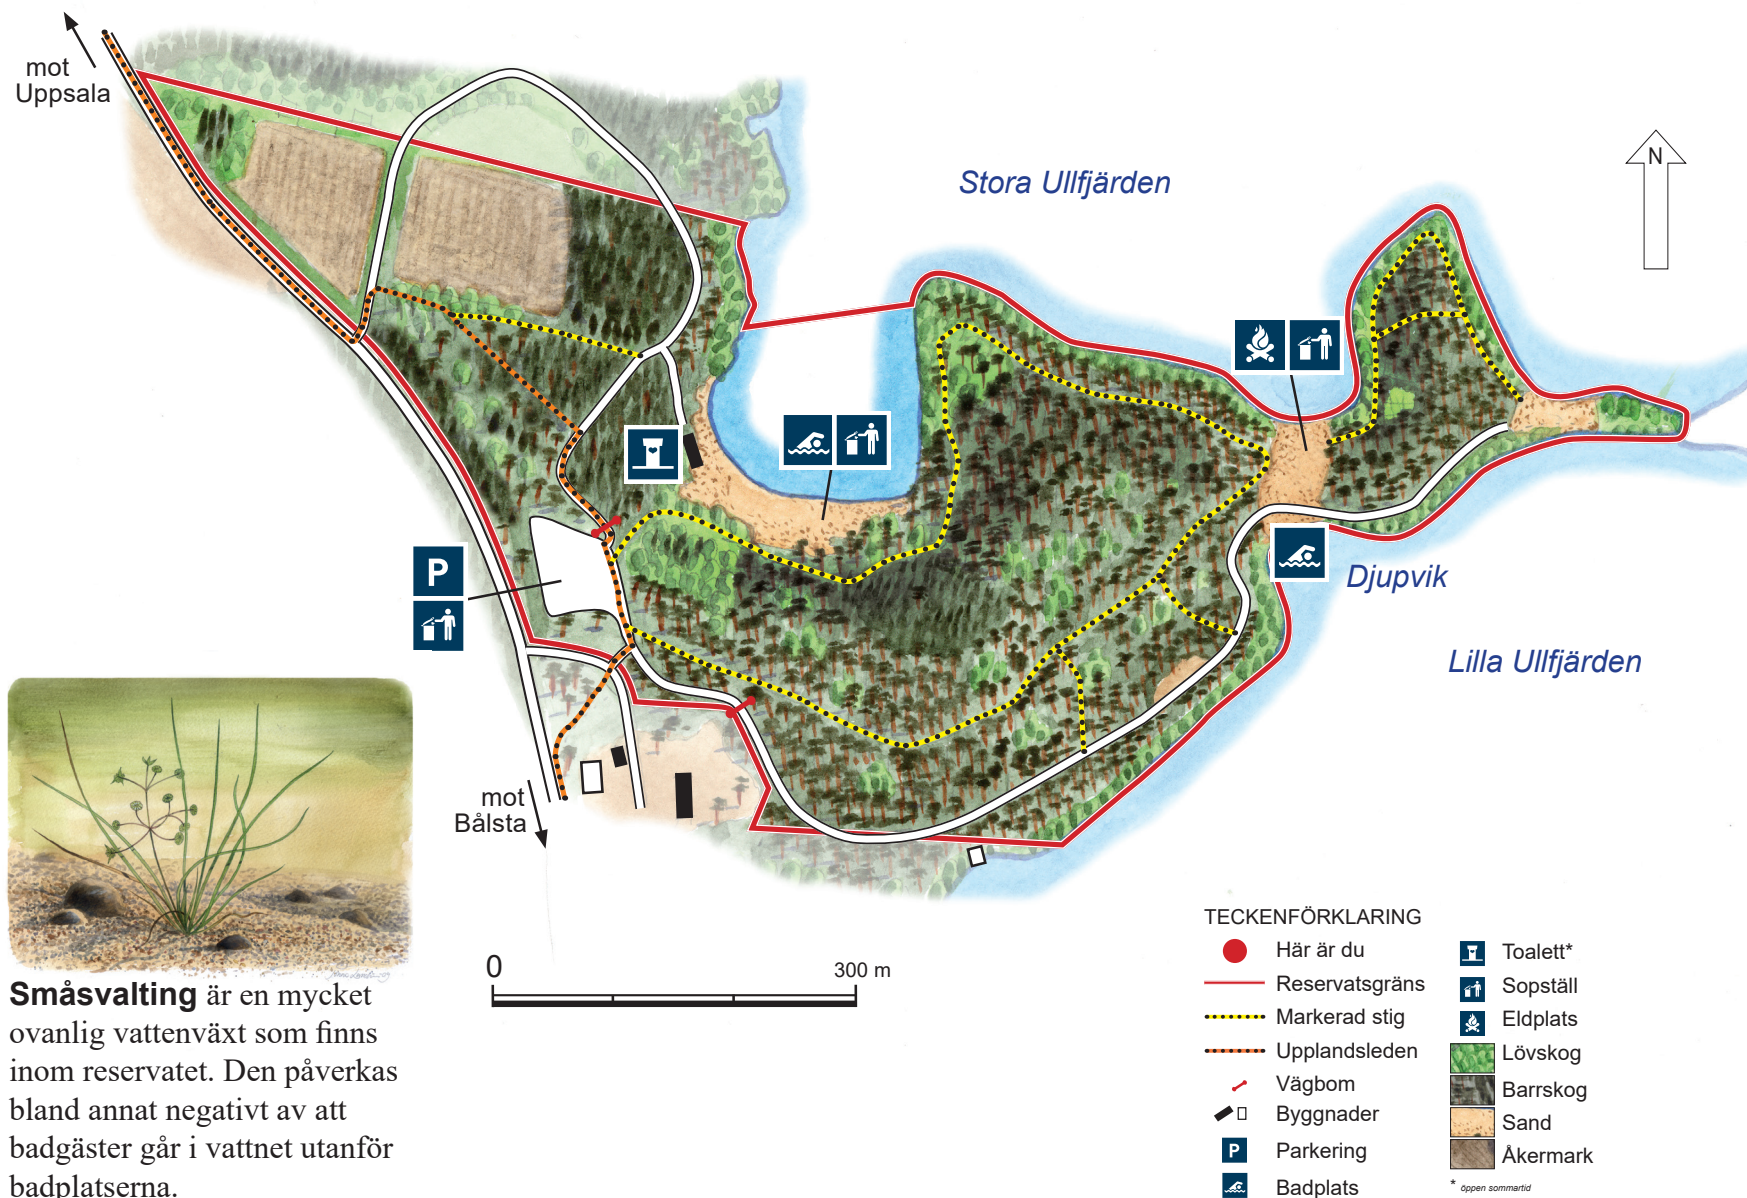 mot
Uppsala
Stora Ullfjärden
N
P
Djupvik
Lilla Ullfjärden
mot
Bålsta
0
300 m
Småsvalting är en mycket
ovanlig vattenväxt som finns
inom reservatet. Den påverkas
bland annat negativt av att
badgäster går i vattnet utanför
badplatserna.
TECKENFÖRKLARING
Här är du
Reservatsgräns
Markerad stig
Upplandsleden
Vägbom
Byggnader
P Parkering
Badplats
Toalett*
Sopställ
Eldplats
Lövskog
Barrskog
Sand
Åkermark
* öppen sommartid